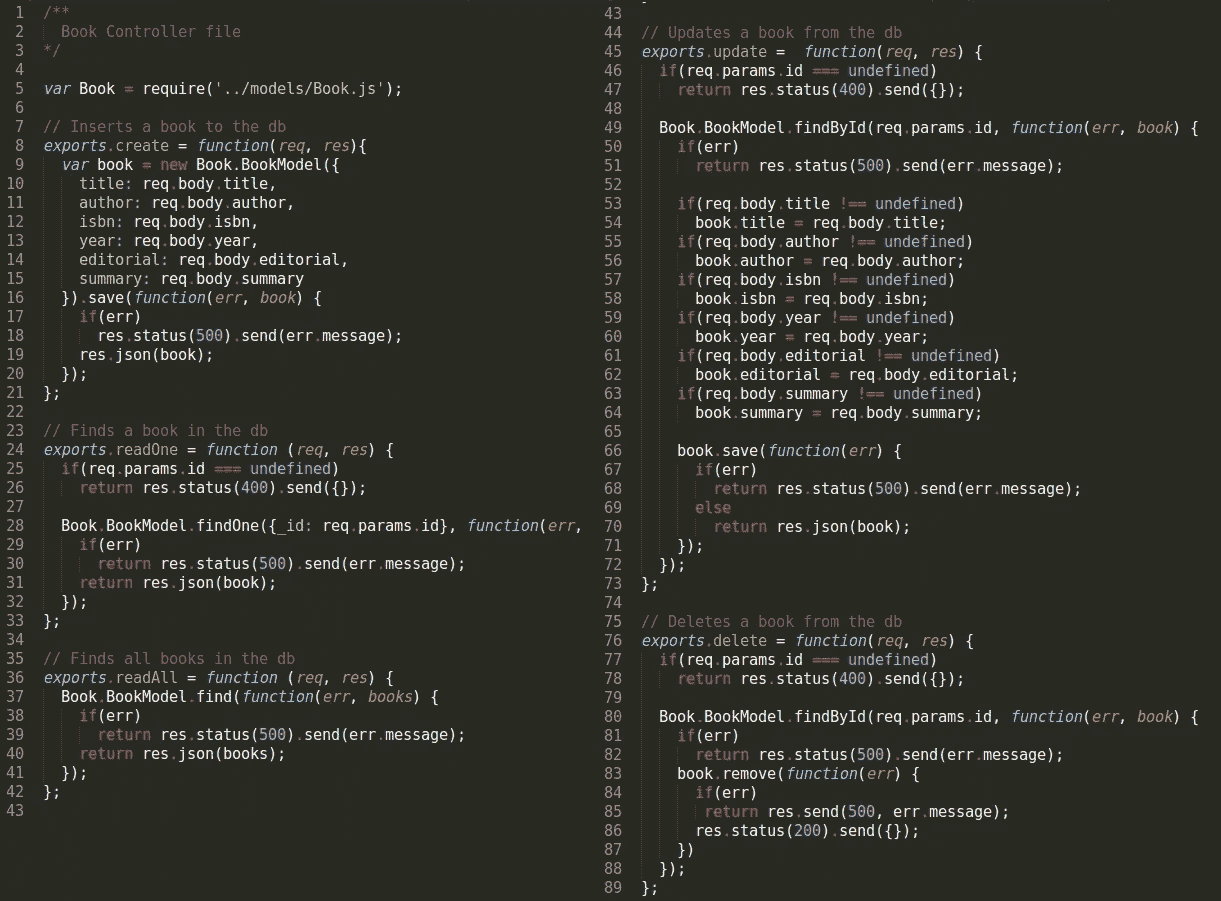 1 /**
2   Book Controller file
3 */
4
5 var Book = require('../models/Book.js');
6
7 // Inserts a book to the db
8 exports.create = function(req, res){
9   var book = new Book.BookModel({
10     title: req.body.title,
11     author: req.body.author,
12     isbn: req.body.isbn,
13     year: req.body.year,
14     editorial: req.body.editorial,
15     summary: req.body.summary
16   }).save(function(err, book) {
17     if(err)
18       res.status(500).send(err.message);
19     res.json(book);
20   });
21 };
22
23 // Finds a book in the db
24 exports.readOne = function (req, res) {
25   if(req.params.id === undefined)
26     return res.status(400).send({});
27
28   Book.BookModel.findOne({_id: req.params.id}, function(err,
29     if(err)
30       return res.status(500).send(err.message);
31     return res.json(book);
32   });
33 };
34
35 // Finds all books in the db
36 exports.readAll = function (req, res) {
37   Book.BookModel.find(function(err, books) {
38     if(err)
39       return res.status(500).send(err.message);
40     return res.json(books);
41   });
42 };
43
43
44 // Updates a book from the db
45 exports.update =  function(req, res) {
46   if(req.params.id === undefined)
47     return res.status(400).send({});
48
49   Book.BookModel.findById(req.params.id, function(err, book) {
50     if(err)
51       return res.status(500).send(err.message);
52
53     if(req.body.title !== undefined)
54       book.title = req.body.title;
55     if(req.body.author !== undefined)
56       book.author = req.body.author;
57     if(req.body.isbn !== undefined)
58       book.isbn = req.body.isbn;
59     if(req.body.year !== undefined)
60       book.year = req.body.year;
61     if(req.body.editorial !== undefined)
62       book.editorial = req.body.editorial;
63     if(req.body.summary !== undefined)
64       book.summary = req.body.summary;
65
66     book.save(function(err) {
67       if(err)
68         return res.status(500).send(err.message);
69       else
70         return res.json(book);
71     });
72   });
73 };
74
75 // Deletes a book from the db
76 exports.delete = function(req, res) {
77   if(req.params.id === undefined)
78     return res.status(400).send({});
79
80   Book.BookModel.findById(req.params.id, function(err, book) {
81     if(err)
82       return res.status(500).send(err.message);
83     book.remove(function(err) {
84       if(err)
85        return res.send(500, err.message);
86       res.status(200).send({});
87     })
88   });
89 };